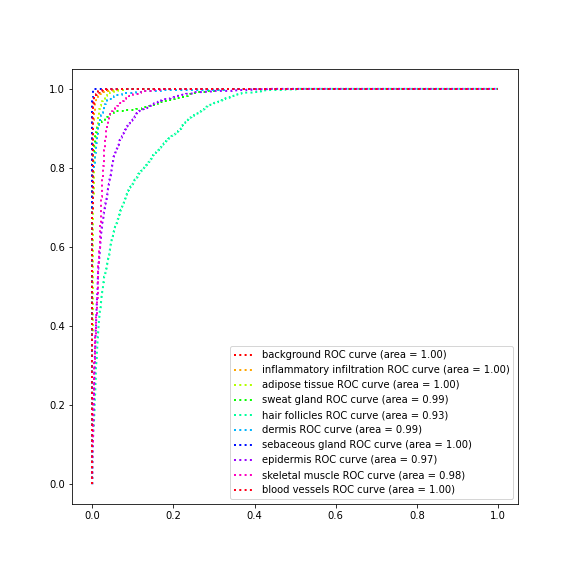 1.0
0.8
0.6
0.4
0.2
0.0
background ROC curve (area = 1.00)
inflammatory infiltration ROC curve (area = 1.00)
adipose tissue ROC curve (area = 1.00)
sweat gland ROC curve (area = 0.99)
hair follicles ROC curve (area = 0.93)
dermis ROC curve (area = 0.99)
sebaceous gland ROC curve (area = 1.00)
epidermis ROC curve (area = 0.97)
skeletal muscle ROC curve (area = 0.98)
blood vessels ROC curve (area = 1.00)
0.0 0.2 0.4 0.6 0.8 1.0